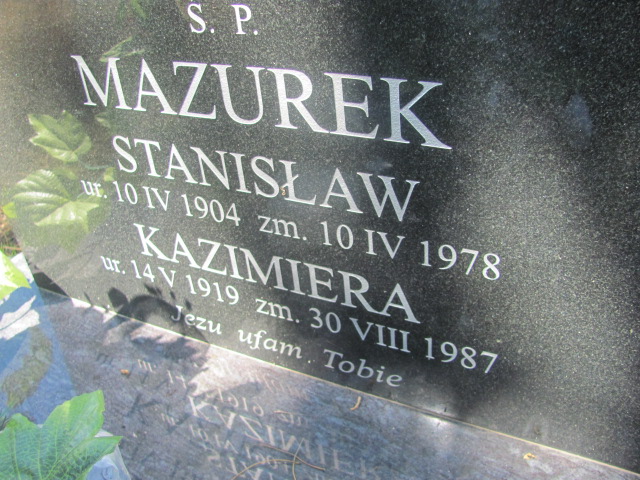 Ś. P.
MAZUREK
STANISŁAW
ur. 10 IV 1904 zm. 10 IV 1978
KAZIMIERA
ur. 14 V 1919 zm. 30 VIII 1987
Jezu ufam Tobie